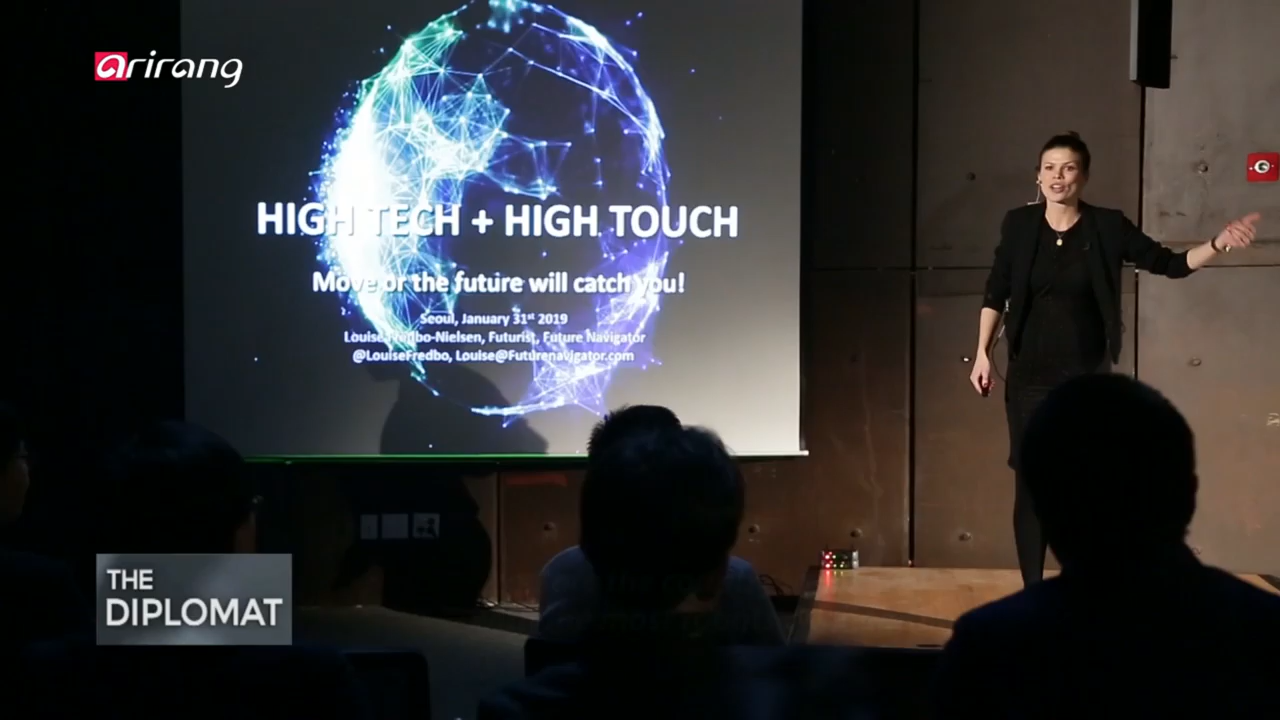 arirang
HIGH TECH + HIGH TOUCH
Move or the future will catch you!
Seoul, January 31st 2019
Louise Fredbo-Nielsen, Futurist, Future Navigator
@LouiseFredbo, Louise@Futurenavigator.com
THE
DIPLOMAT